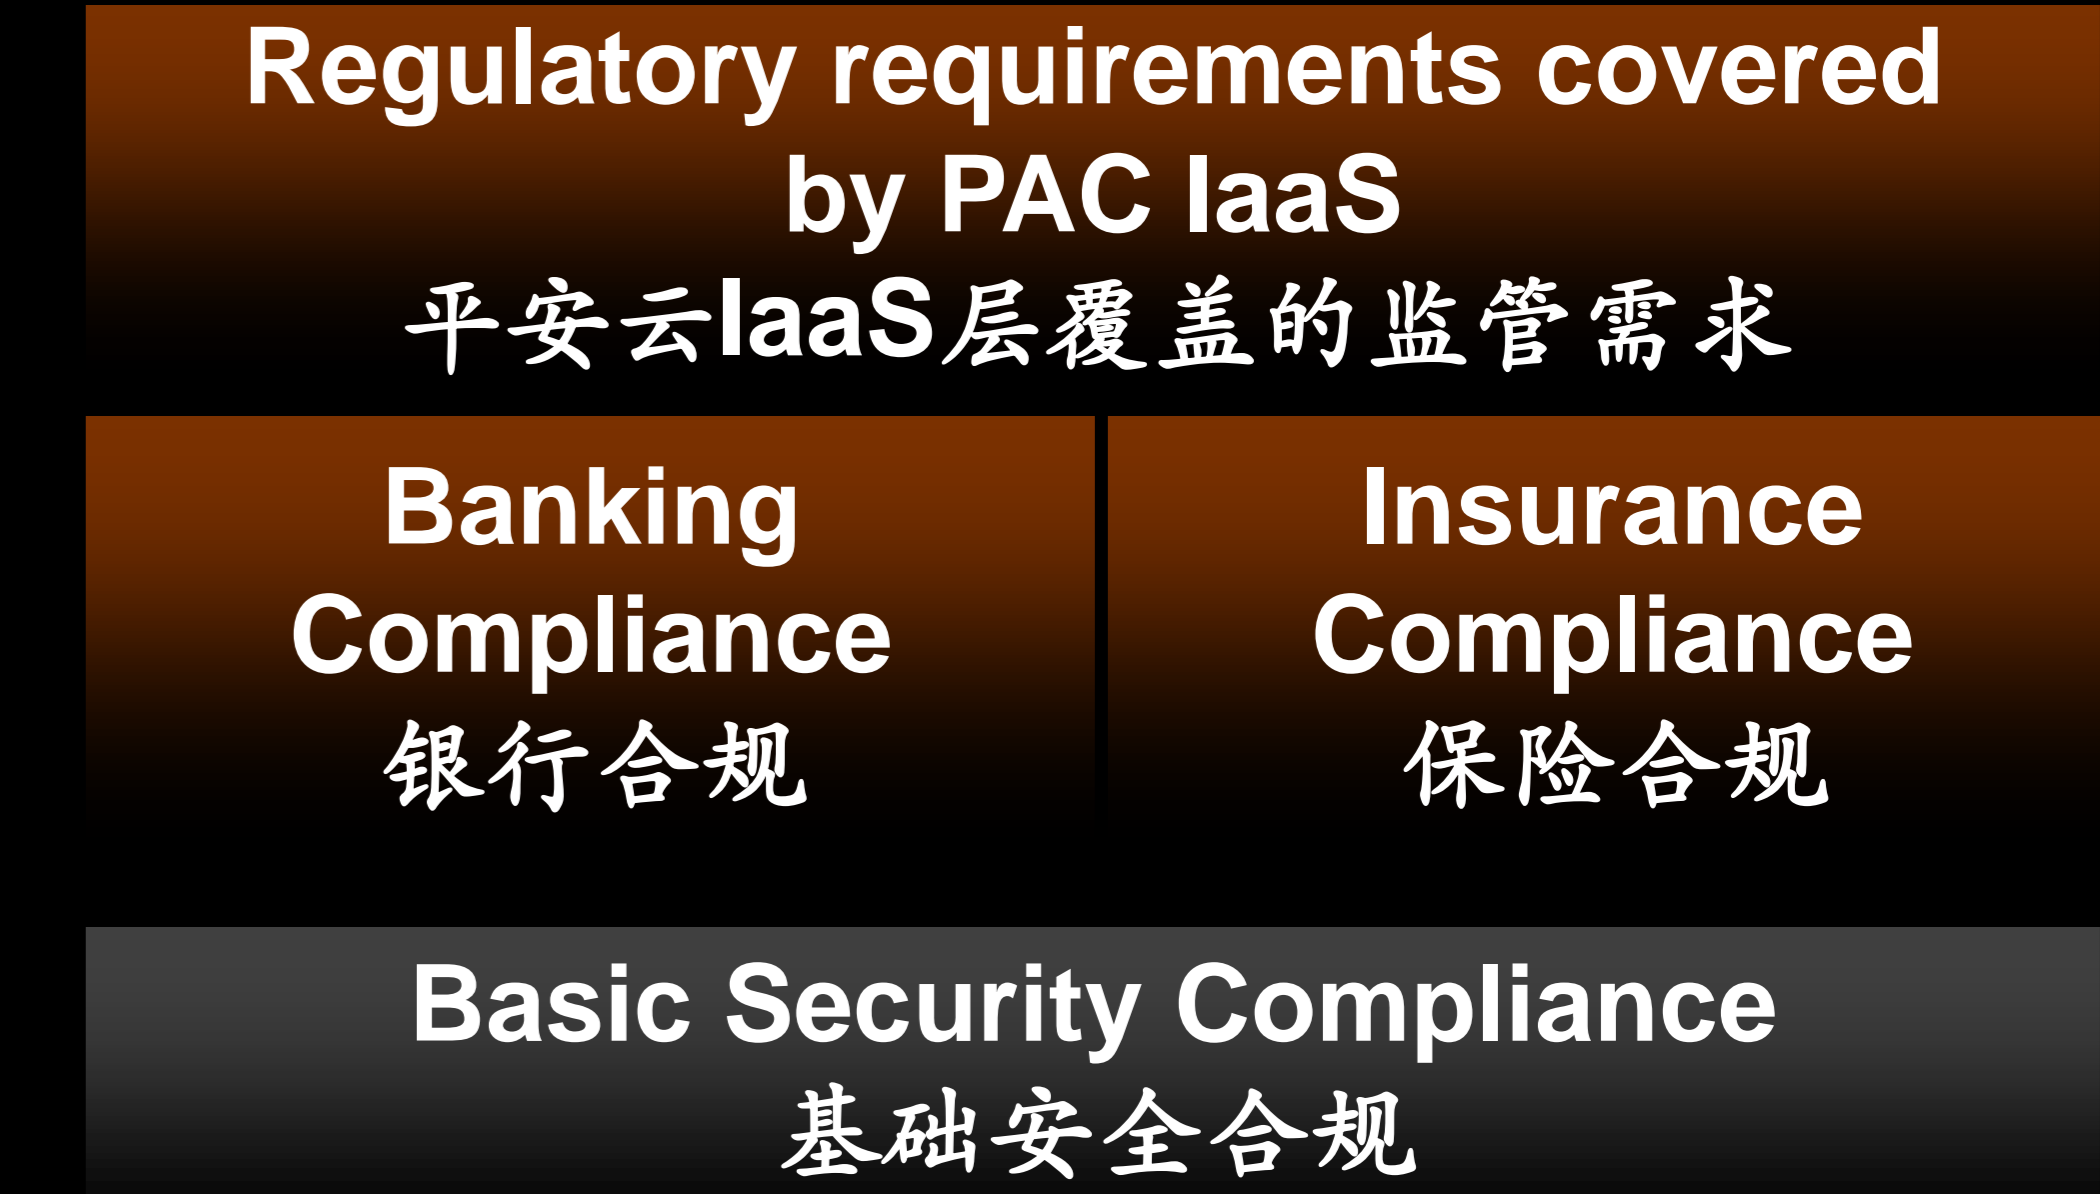 Regulatory requirements covered
by PAC IaaS
平安云IaaS层覆盖的监管需求
Banking
Compliance
银行合规
Insurance
Compliance
保险合规
Basic Security Compliance
基础安全合规